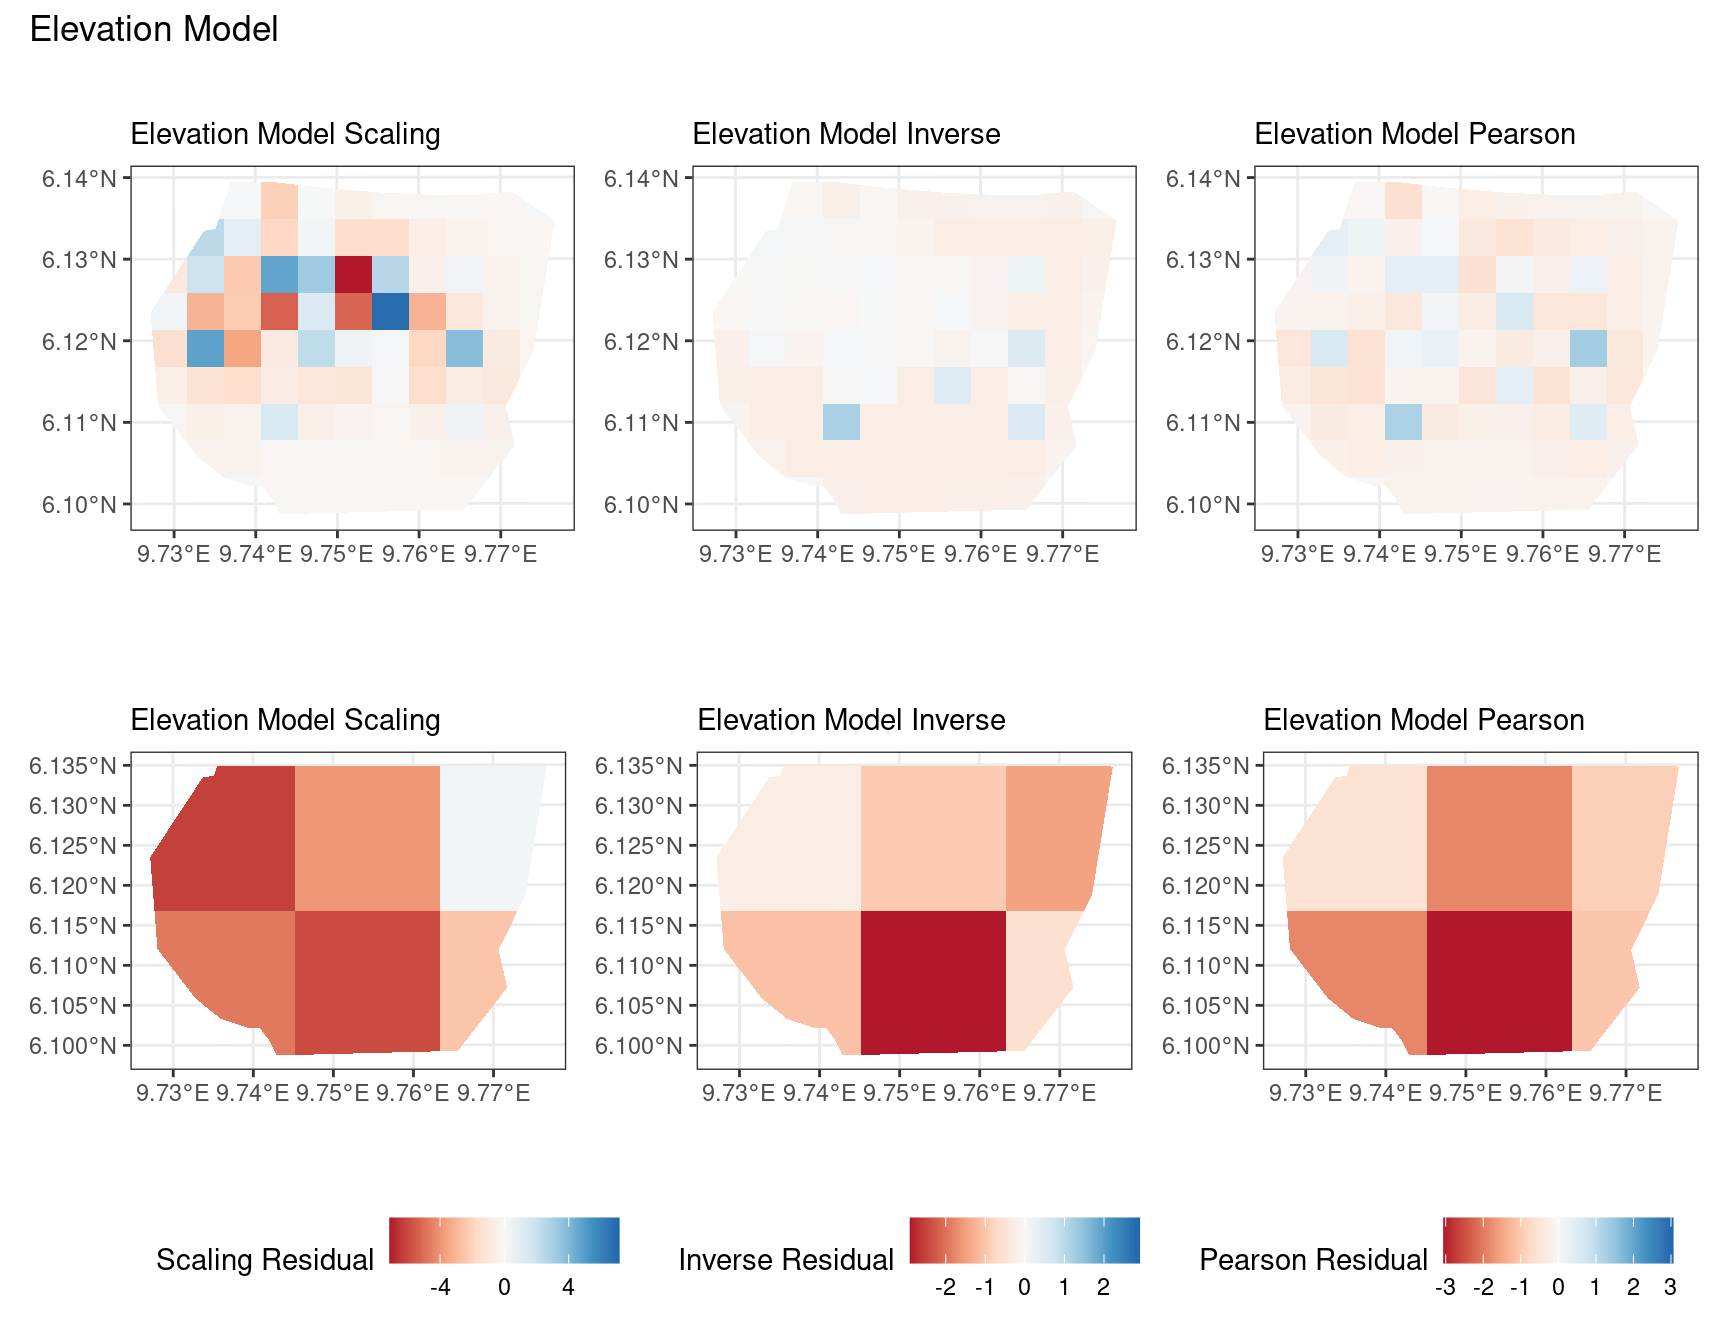 Elevation Model
Elevation Model Scaling
Elevation Model Inverse
Elevation Model Pearson
6.14°N
6.13°N
6.12°N
6.11°N
6.10°N
9.73°E 9.74°E 9.75°E 9.76°E 9.77°E
6.14°N
6.13°N
6.12°N
6.11°N
6.10°N
9.73°E 9.74°E 9.75°E 9.76°E 9.77°E
6.14°N
6.13°N
6.12°N
6.11°N
6.10°N
9.73°E 9.74°E 9.75°E 9.76°E 9.77°E
Elevation Model Scaling
Elevation Model Inverse
Elevation Model Pearson
6.135°N
6.130°N
6.125°N
6.120°N
6.115°N
6.110°N
6.105°N
6.100°N
9.73°E 9.74°E 9.75°E 9.76°E 9.77°E
6.135°N
6.130°N
6.125°N
6.120°N
6.115°N
6.110°N
6.105°N
6.100°N
9.73°E 9.74°E 9.75°E 9.76°E 9.77°E
6.135°N
6.130°N
6.125°N
6.120°N
6.115°N
6.110°N
6.105°N
6.100°N
9.73°E 9.74°E 9.75°E 9.76°E 9.77°E
Scaling Residual
-4 0 4
Inverse Residual
-2 -1 0 1 2
Pearson Residual
-3 -2 -1 0 1 2 3